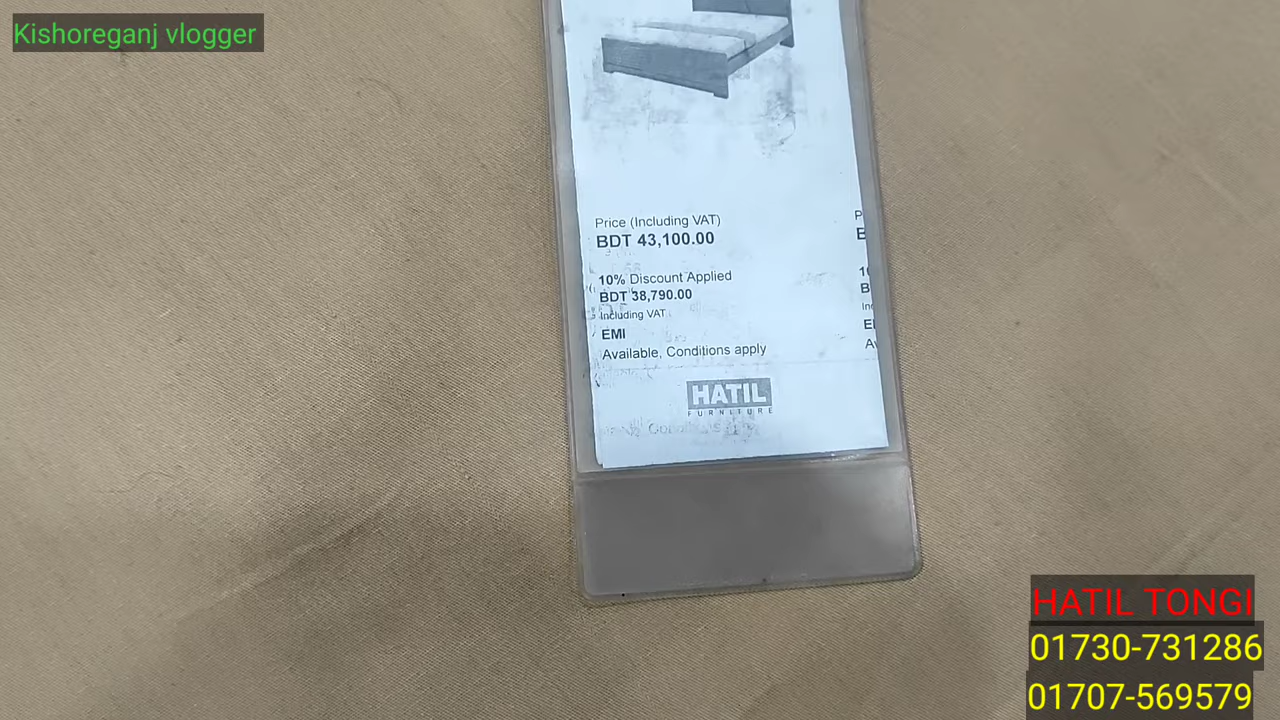 Kishoreganj vlogger
Price (Including VAT)
BDT 43,100.00
10% Discount Applied
BDT 38,790.00
Including VAT
EMI
Available, Conditions apply
HATIL
FURNITURE
HATIL TONGI
01730-731286
01707-569579